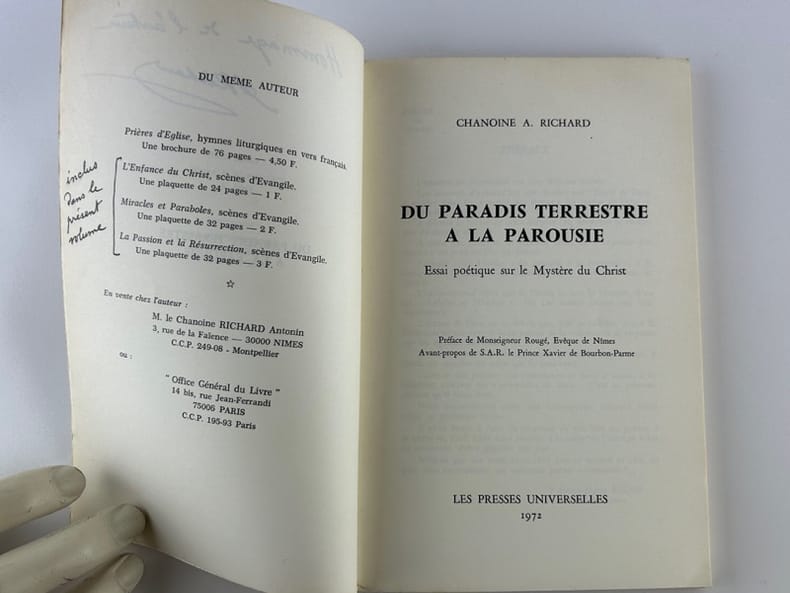 Hommage de l'auteur
DU MEME AUTEUR
Prières d'Eglise, hymnes liturgiques en vers français.
Une brochure de 76 pages — 4,50 F.
inclus
dans le
présent
volume
L'Enfance du Christ, scènes d'Evangile.
Une plaquette de 24 pages — 1 F.
Miracles et Paraboles, scènes d'Evangile.
Une plaquette de 32 pages — 2 F.
La Passion et la Résurrection, scènes d'Evangile.
Une plaquette de 32 pages — 3 F.
☆
En vente chez l'auteur :
M. le Chanoine RICHARD Antonin
3, rue de la Faïence — 30000 NIMES
C.C.P. 249-08 - Montpellier
ou :
" Office Général du Livre "
14 bis, rue Jean-Ferrandi
75006 PARIS
C.C.P. 195-93 Paris
CHANOINE A. RICHARD
DU PARADIS TERRESTRE
A LA PAROUSIE
Essai poétique sur le Mystère du Christ
Préface de Monseigneur Rougé, Evêque de Nîmes
Avant-propos de S.A.R. le Prince Xavier de Bourbon-Parme
LES PRESSES UNIVERSELLES
1972